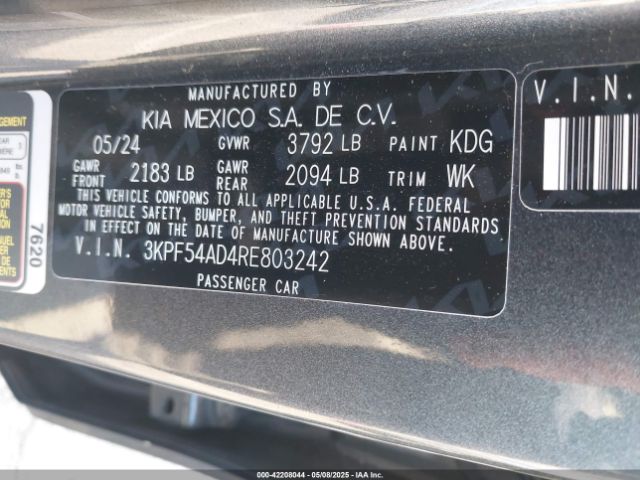 MANUFACTURED BY
KIA MEXICO S.A. DE C.V.
05/24 GVWR 3792 LB PAINT KDG
GAWR FRONT 2183 LB GAWR REAR 2094 LB TRIM WK
THIS VEHICLE CONFORMS TO ALL APPLICABLE U.S.A. FEDERAL
MOTOR VEHICLE SAFETY, BUMPER, AND THEFT PREVENTION STANDARDS
IN EFFECT ON THE DATE OF MANUFACTURE SHOWN ABOVE.
V.I.N. 3KPF54AD4RE803242
PASSENGER CAR
V.I.N.
7620
000-42208044 - 05/08/2025 - IAA Inc.